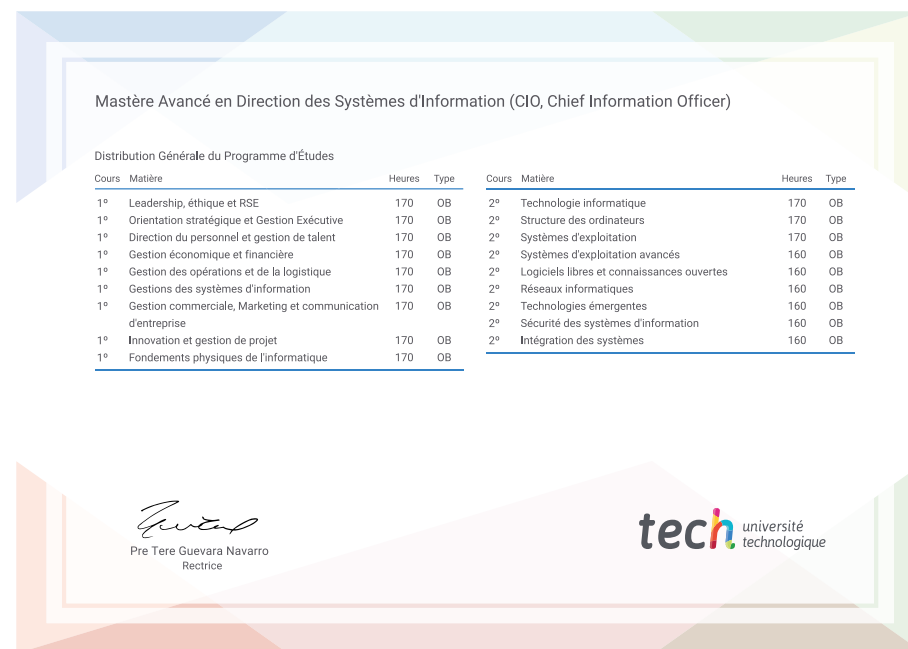 Mastère Avancé en Direction des Systèmes d'Information (CIO, Chief Information Officer)
Distribution Générale du Programme d'Études
Cours Matière Heures Type
1º Leadership, éthique et RSE 170 OB
1º Orientation stratégique et Gestion Exécutive 170 OB
1º Direction du personnel et gestion de talent 170 OB
1º Gestion économique et financière 170 OB
1º Gestion des opérations et de la logistique 170 OB
1º Gestions des systèmes d'information 170 OB
1º Gestion commerciale, Marketing et communication 170 OB
d'entreprise
1º Innovation et gestion de projet 170 OB
1º Fondements physiques de l'informatique 170 OB
Cours Matière Heures Type
2º Technologie informatique 170 OB
2º Structure des ordinateurs 170 OB
2º Systèmes d'exploitation 170 OB
2º Systèmes d'exploitation avancés 160 OB
2º Logiciels libres et connaissances ouvertes 160 OB
2º Réseaux informatiques 160 OB
2º Technologies émergentes 160 OB
2º Sécurité des systèmes d'information 160 OB
2º Intégration des systèmes 160 OB
Pre Tere Guevara Navarro
Rectrice
tech université
technologique